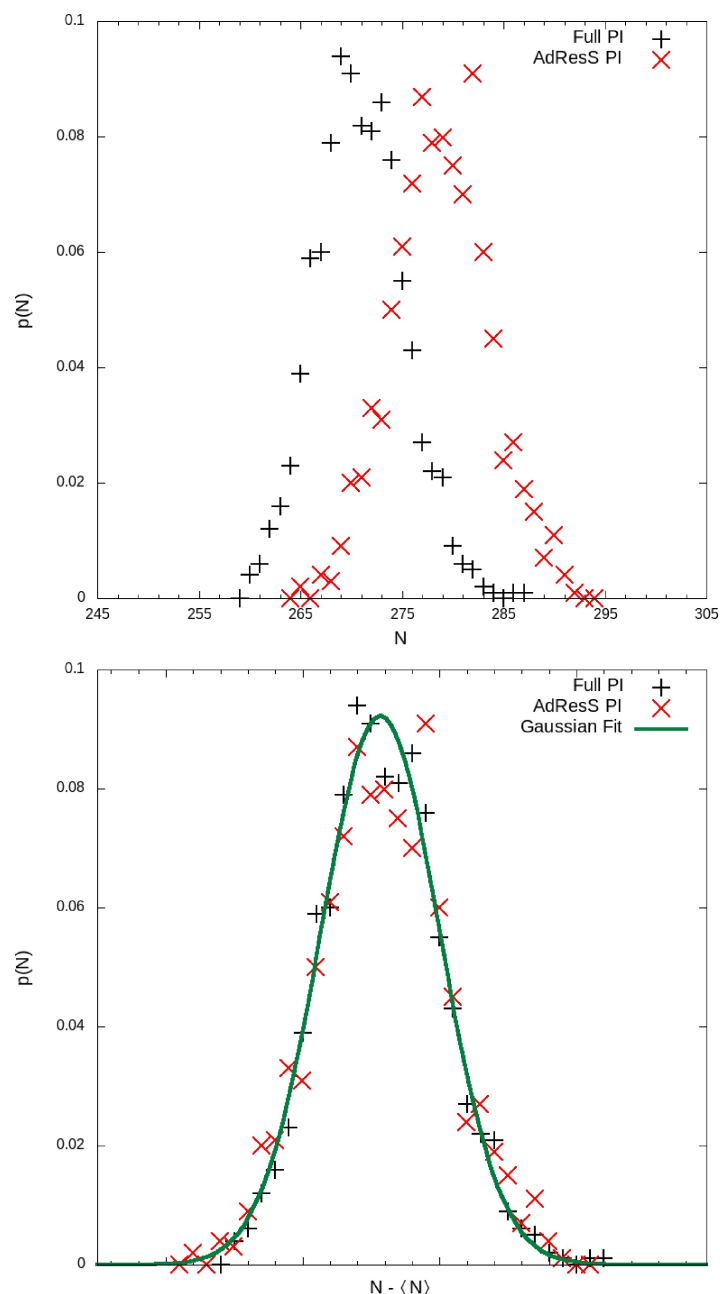 0.1
Full PI
AdResS PI
0.08
0.06
p(N)
0.04
0.02
0
245 255 265 275 285 295 305
N
0.1
Full PI
AdResS PI
Gaussian Fit
0.08
0.06
p(N)
0.04
0.02
0
N - ⟨N⟩